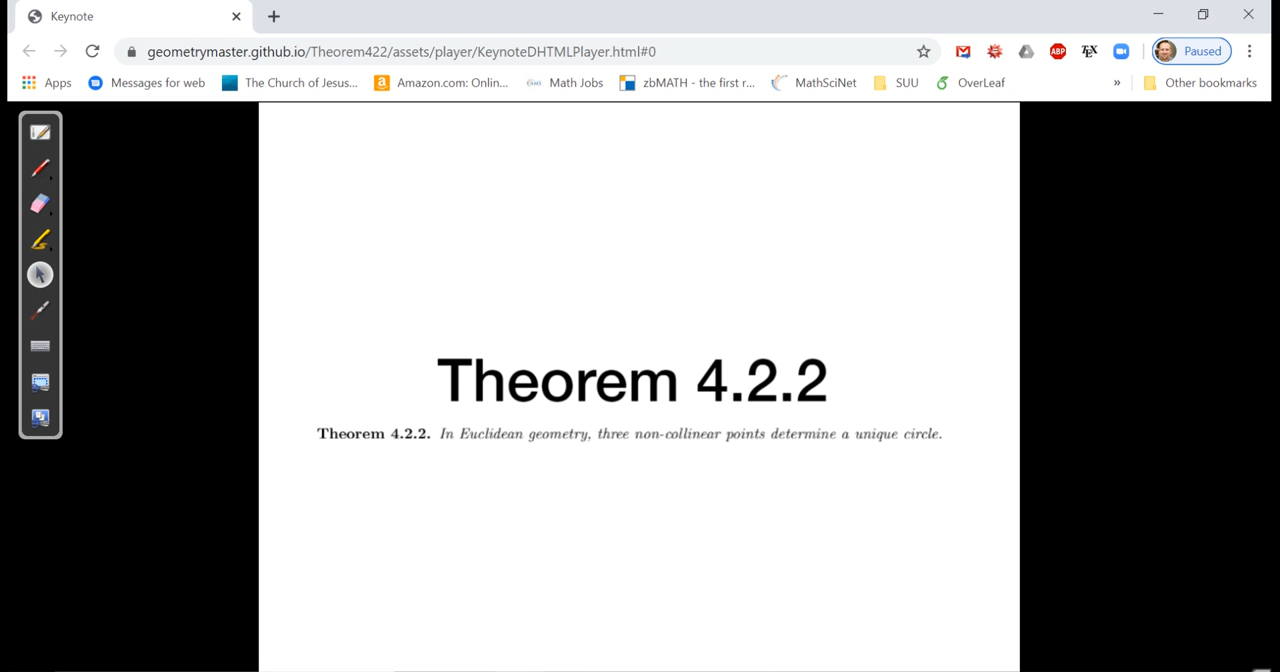 Keynote
geometrymaster.github.io/Theorem422/assets/player/KeynoteDHTMLPlayer.html#0
ABP
TEX
Paused
Apps
Messages for web
The Church of Jesus...
Amazon.com: Onlin...
Math Jobs
zbMATH - the first r...
MathSciNet
SUU
OverLeaf
»
Other bookmarks
Theorem 4.2.2
Theorem 4.2.2. In Euclidean geometry, three non-collinear points determine a unique circle.